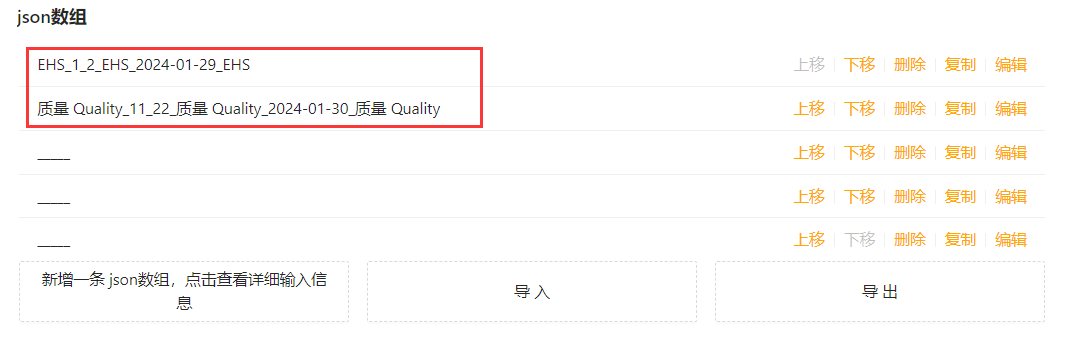 json数组
EHS_1_2_EHS_2024-01-29_EHS 上移 下移 删除 复制 编辑
质量 Quality_11_22_质量 Quality_2024-01-30_质量 Quality 上移 下移 删除 复制 编辑
_____ 上移 下移 删除 复制 编辑
_____ 上移 下移 删除 复制 编辑
_____ 上移 下移 删除 复制 编辑
新增一条 json数组，点击查看详细输入信
息
导 入
导 出